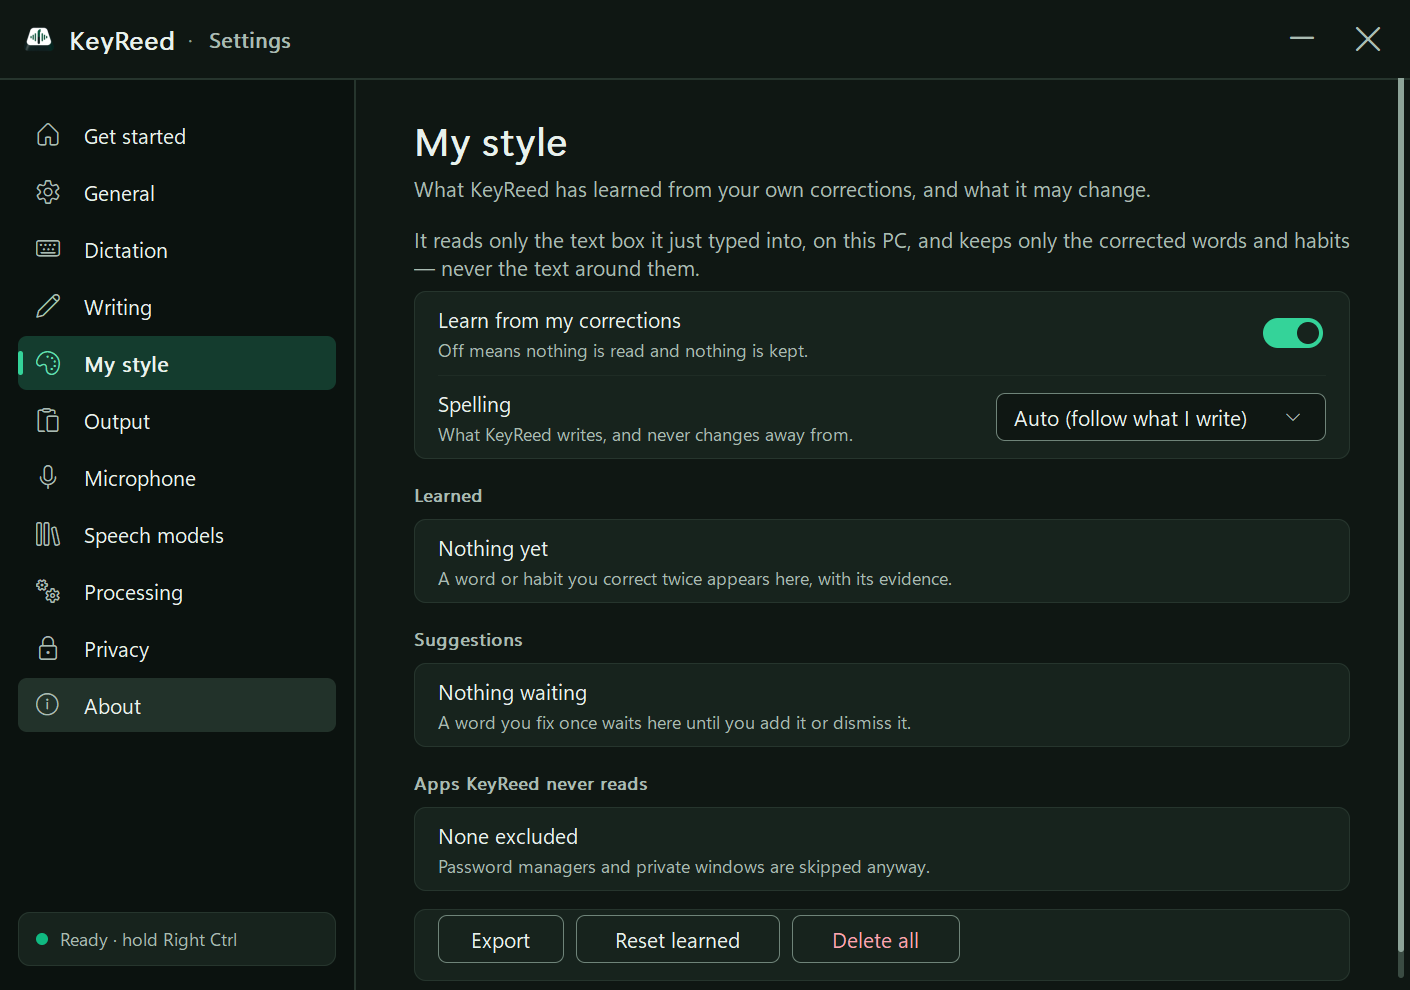 KeyReed · Settings
Get started
General
Dictation
Writing
My style
Output
Microphone
Speech models
Processing
Privacy
About
Ready · hold Right Ctrl
My style
What KeyReed has learned from your own corrections, and what it may change.
It reads only the text box it just typed into, on this PC, and keeps only the corrected words and habits
— never the text around them.
Learn from my corrections
Off means nothing is read and nothing is kept.
Spelling
What KeyReed writes, and never changes away from.
Auto (follow what I write)
Learned
Nothing yet
A word or habit you correct twice appears here, with its evidence.
Suggestions
Nothing waiting
A word you fix once waits here until you add it or dismiss it.
Apps KeyReed never reads
None excluded
Password managers and private windows are skipped anyway.
Export
Reset learned
Delete all